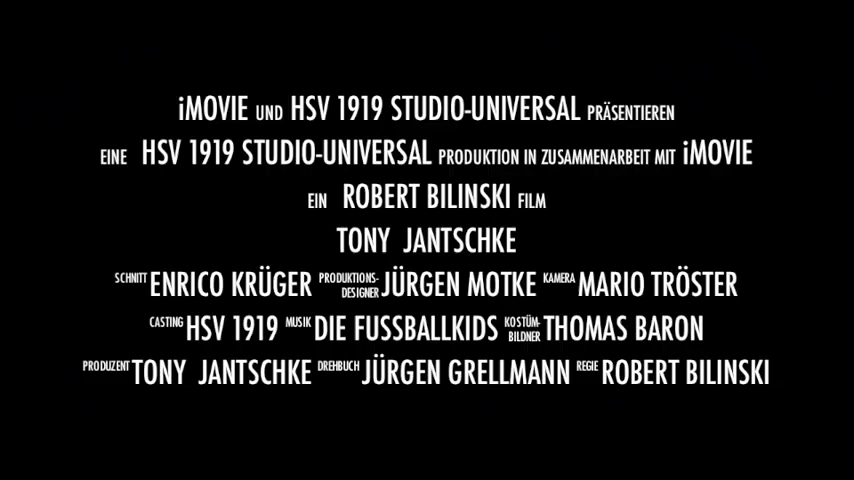 iMOVIE UND HSV 1919 STUDIO-UNIVERSAL PRÄSENTIEREN
EINE HSV 1919 STUDIO-UNIVERSAL PRODUKTION IN ZUSAMMENARBEIT MIT iMOVIE
EIN ROBERT BILINSKI FILM
TONY JANTSCHKE
SCHNITT ENRICO KRÜGER PRODUKTIONS-DESIGNER JÜRGEN MOTKE KAMERA MARIO TRÖSTER
CASTING HSV 1919 MUSIK DIE FUSSBALLKIDS KOSTÜM-BILDNER THOMAS BARON
PRODUZENT TONY JANTSCHKE DREHBUCH JÜRGEN GRELLMANN REGIE ROBERT BILINSKI